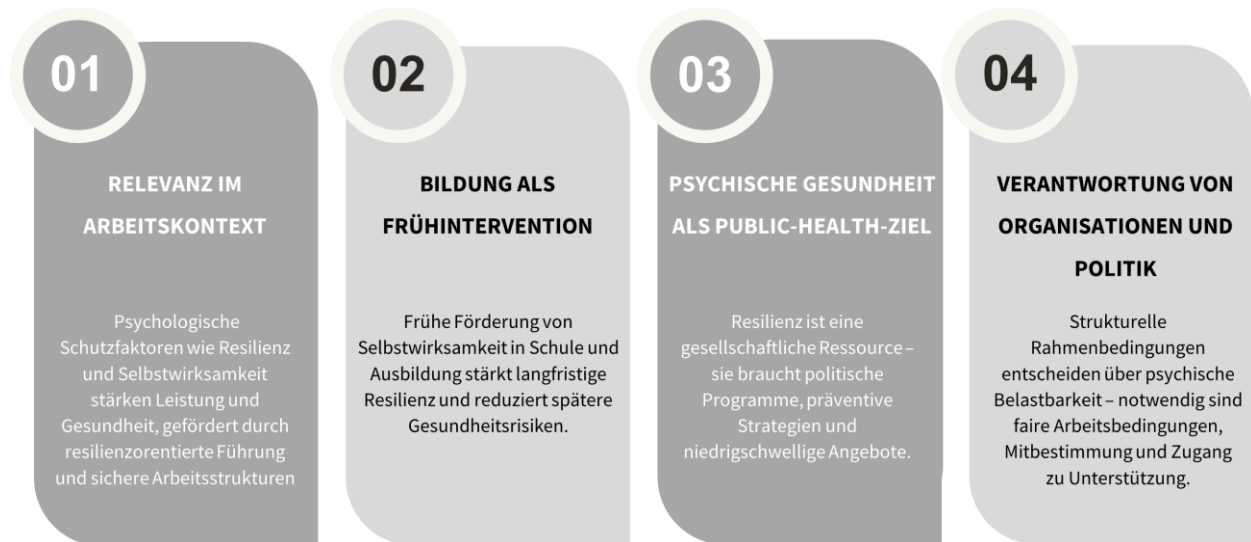 01
RELEVANZ IM
ARBEITSKONTEXT
Psychologische
Schutzfaktoren wie Resilienz
und Selbstwirksamkeit
stärken Leistung und
Gesundheit, gefördert durch
resilienzorentierte Führung
und sichere Arbeitsstrukturen
02
BILDUNG ALS
FRÜHINTERVENTION
Frühe Förderung von
Selbstwirksamkeit in Schule und
Ausbildung stärkt langfristige
Resilienz und reduziert spätere
Gesundheitsrisiken.
03
PSYCHISCHE GESUNDHEIT
ALS PUBLIC-HEALTH-ZIEL
Resilienz ist eine
gesellschaftliche Ressource –
sie braucht politische
Programme, präventive
Strategien und
niedrigschwellige Angebote.
04
VERANTWORTUNG VON
ORGANISATIONEN UND
POLITIK
Strukturelle
Rahmenbedingungen
entscheiden über psychische
Belastbarkeit – notwendig sind
faire Arbeitsbedingungen,
Mitbestimmung und Zugang
zu Unterstützung.